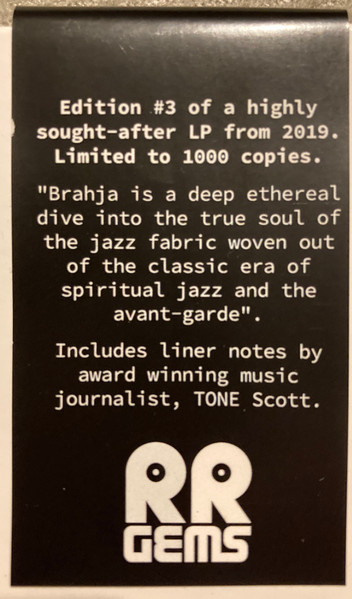 Edition #3 of a highly
sought-after LP from 2019.
Limited to 1000 copies.
"Brahja is a deep ethereal
dive into the true soul of
the jazz fabric woven out
of the classic era of
spiritual jazz and the
avant-garde".
Includes liner notes by
award winning music
journalist, TONE Scott.
RR
GEMS